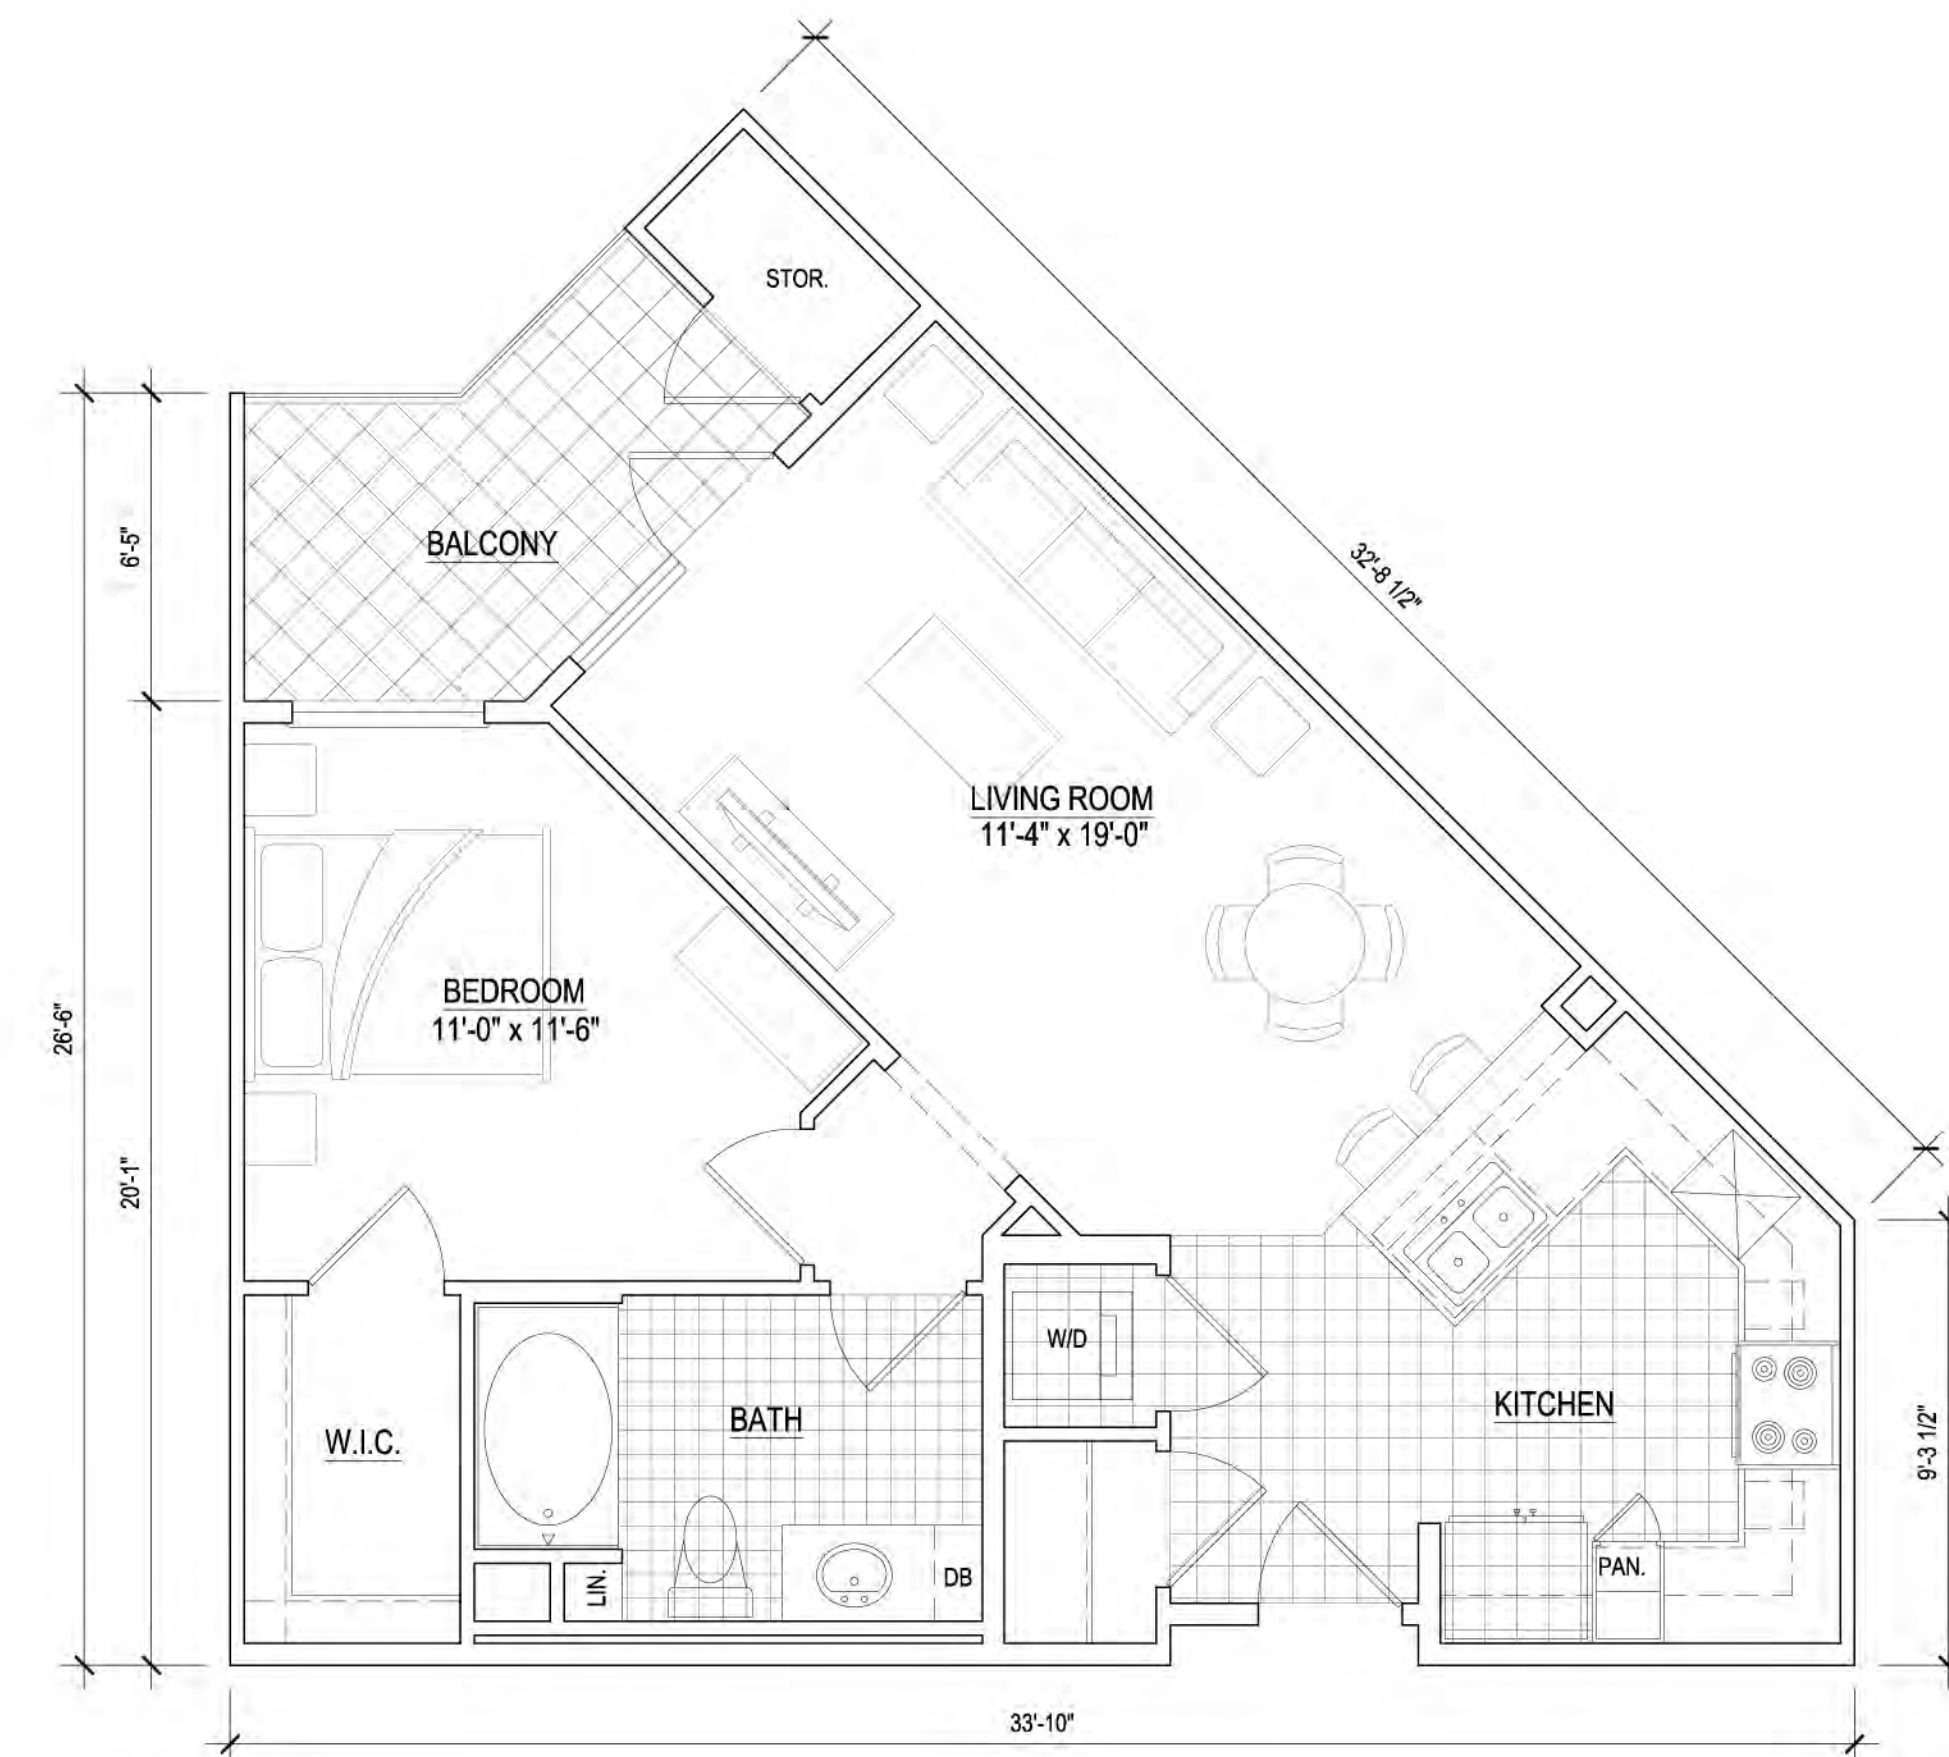 STOR.
32'-8 1/2"
6'-5"
BALCONY
LIVING ROOM
11'-4" x 19'-0"
BEDROOM
11'-0" x 11'-6"
26'-6"
20'-1"
W/D
KITCHEN
BATH
W.I.C.
9'-3 1/2"
PAN.
DB
LIN.
33'-10"